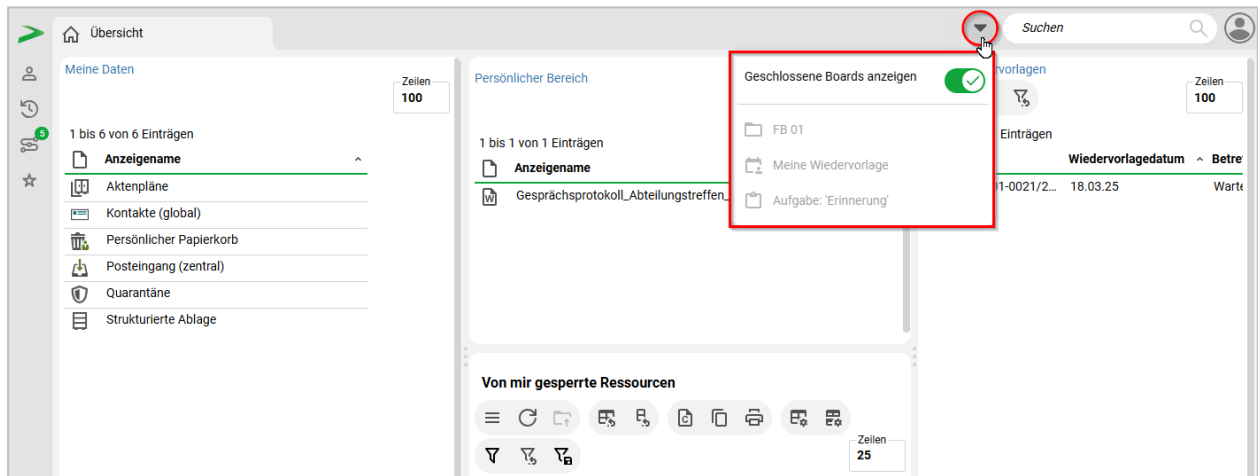 Übersicht
Suchen
5
Meine Daten
Zeilen
100
1 bis 6 von 6 Einträgen
Anzeigename
Aktenpläne
Kontakte (global)
Persönlicher Papierkorb
Posteingang (zentral)
Quarantäne
Strukturierte Ablage
Persönlicher Bereich
1 bis 1 von 1 Einträgen
Anzeigename
W Gesprächsprotokoll_Abteilungstreffen_
Von mir gesperrte Ressourcen
Zeilen
25
Geschlossene Boards anzeigen
FB 01
Meine Wiedervorlage
Aufgabe: 'Erinnerung'
rvorlagen
Zeilen
100
Einträgen
Wiedervorlagedatum Betre
01-0021/2... 18.03.25 Warte